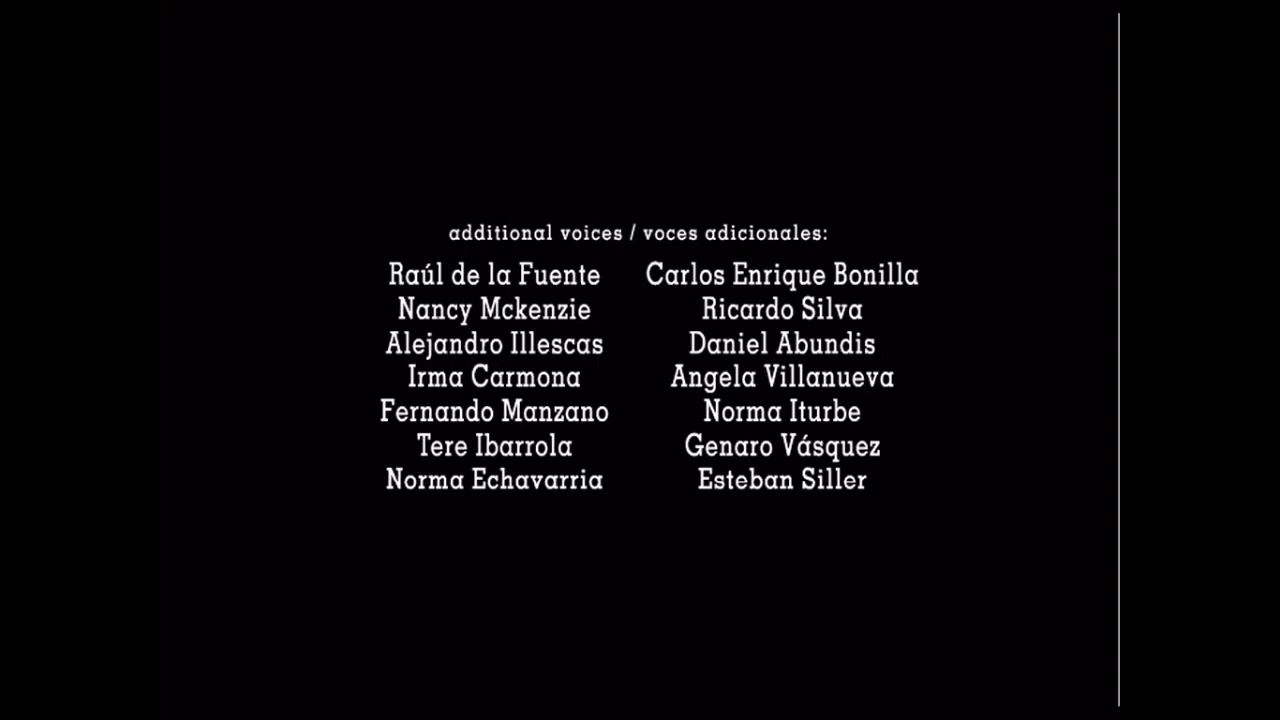 additional voices / voces adicionales:
Raúl de la Fuente Carlos Enrique Bonilla
Nancy Mckenzie Ricardo Silva
Alejandro Illescas Daniel Abundis
Irma Carmona Angela Villanueva
Fernando Manzano Norma Iturbe
Tere Ibarrola Genaro Vásquez
Norma Echavarria Esteban Siller